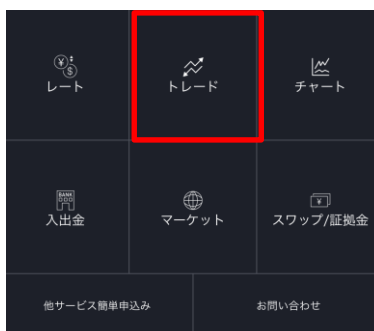 レート
トレード
チャート
BANK
入出金
マーケット
スワップ/証拠金
他サービス簡単申込み
お問い合わせ